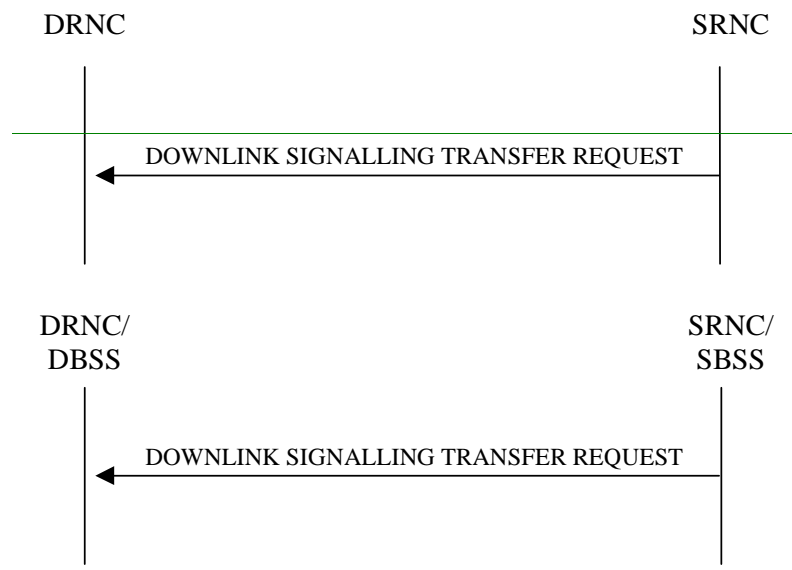 DRNC
SRNC
DOWNLINK SIGNALLING TRANSFER REQUEST
DRNC/
DBSS
SRNC/
SBSS
DOWNLINK SIGNALLING TRANSFER REQUEST